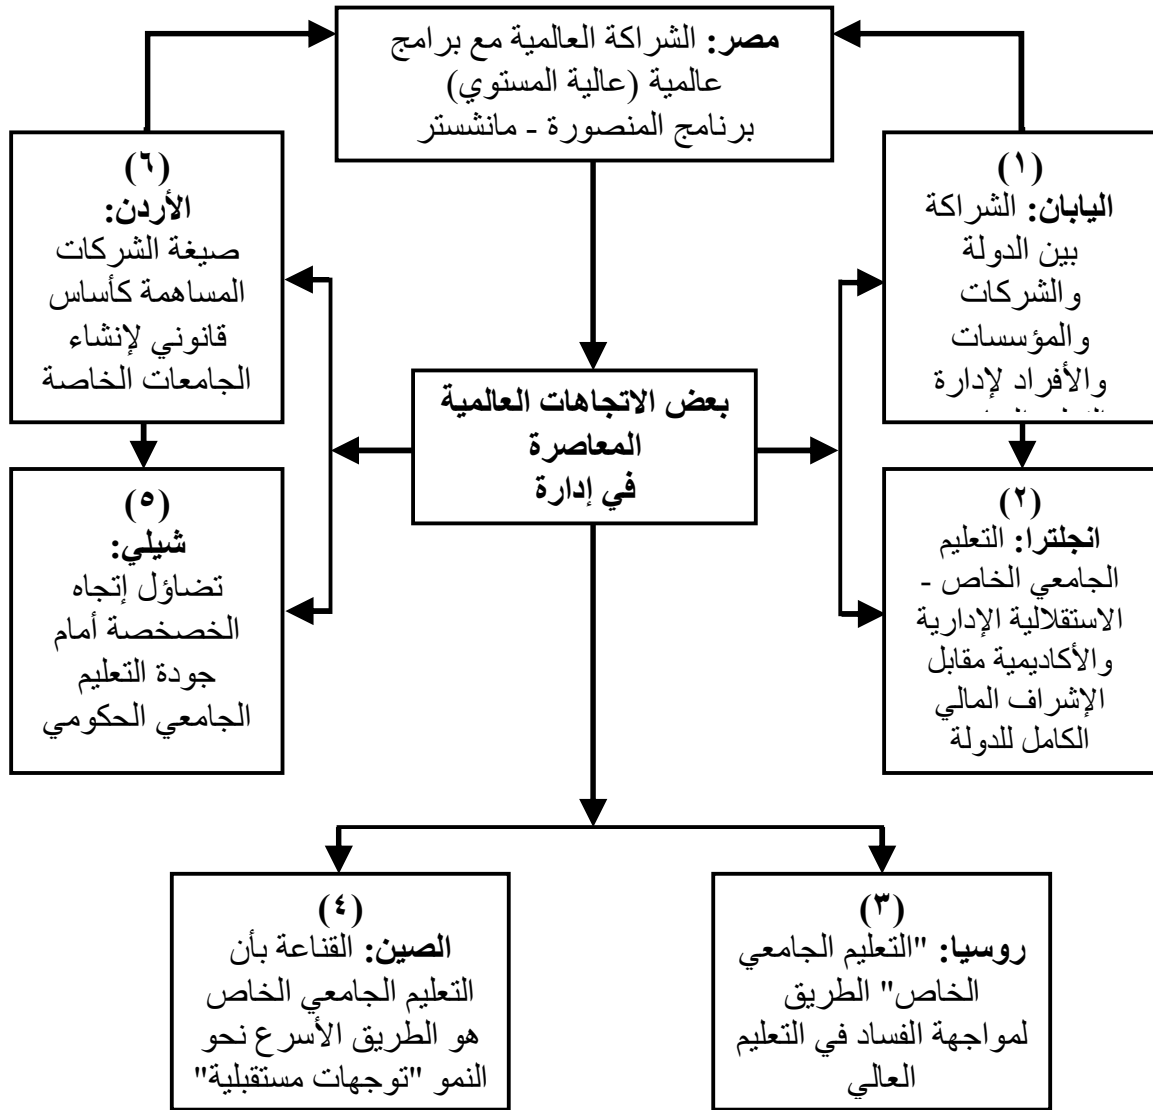 مصر: الشراكة العالمية مع برامج
عالمية (عالية المستوي)
برنامج المنصورة - مانشستر
(١)
اليابان: الشراكة
بين الدولة
والشركات
والمؤسسات
والأفراد لإدارة
(٦)
الأردن:
صيغة الشركات
المساهمة كأساس
قانوني لإنشاء
الجامعات الخاصة
بعض الاتجاهات العالمية
المعاصرة
في إدارة
(٢)
انجلترا: التعليم
الجامعي الخاص -
الاستقلالية الإدارية
والأكاديمية مقابل
الإشراف المالي
الكامل للدولة
(٥)
شيلي:
تضاؤل إتجاه
الخصخصة أمام
جودة التعليم
الجامعي الحكومي
(٣)
روسيا: "التعليم الجامعي
الخاص" الطريق
لمواجهة الفساد في التعليم
العالي
(٤)
الصين: القناعة بأن
التعليم الجامعي الخاص
هو الطريق الأسرع نحو
النمو "توجهات مستقبلية"